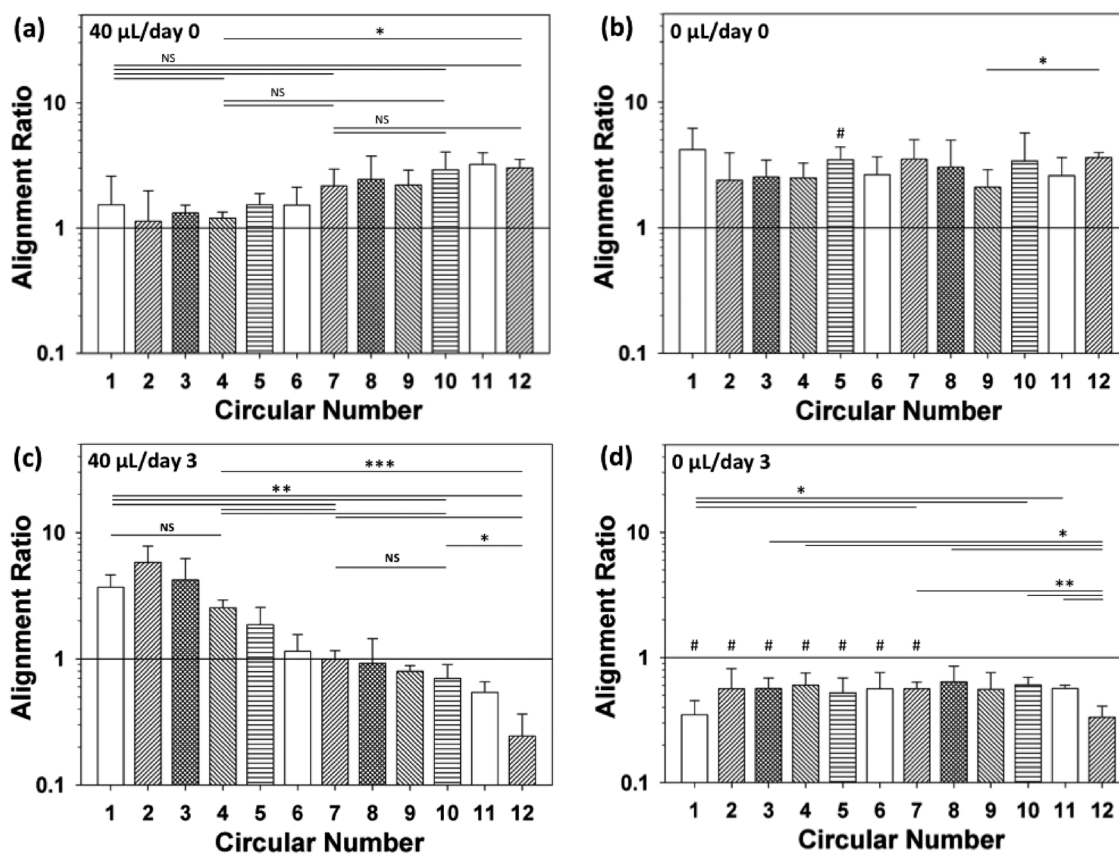 (a)
40 µL/day 0
*
NS
NS
NS
10
1
0.1
Alignment Ratio
1 2 3 4 5 6 7 8 9 10 11 12
Circular Number
(b)
0 µL/day 0
*
#
10
1
0.1
Alignment Ratio
1 2 3 4 5 6 7 8 9 10 11 12
Circular Number
(c)
40 µL/day 3
***
**
NS
*
NS
10
1
0.1
Alignment Ratio
1 2 3 4 5 6 7 8 9 10 11 12
Circular Number
(d)
0 µL/day 3
*
*
**
# # # # # # #
10
1
0.1
Alignment Ratio
1 2 3 4 5 6 7 8 9 10 11 12
Circular Number